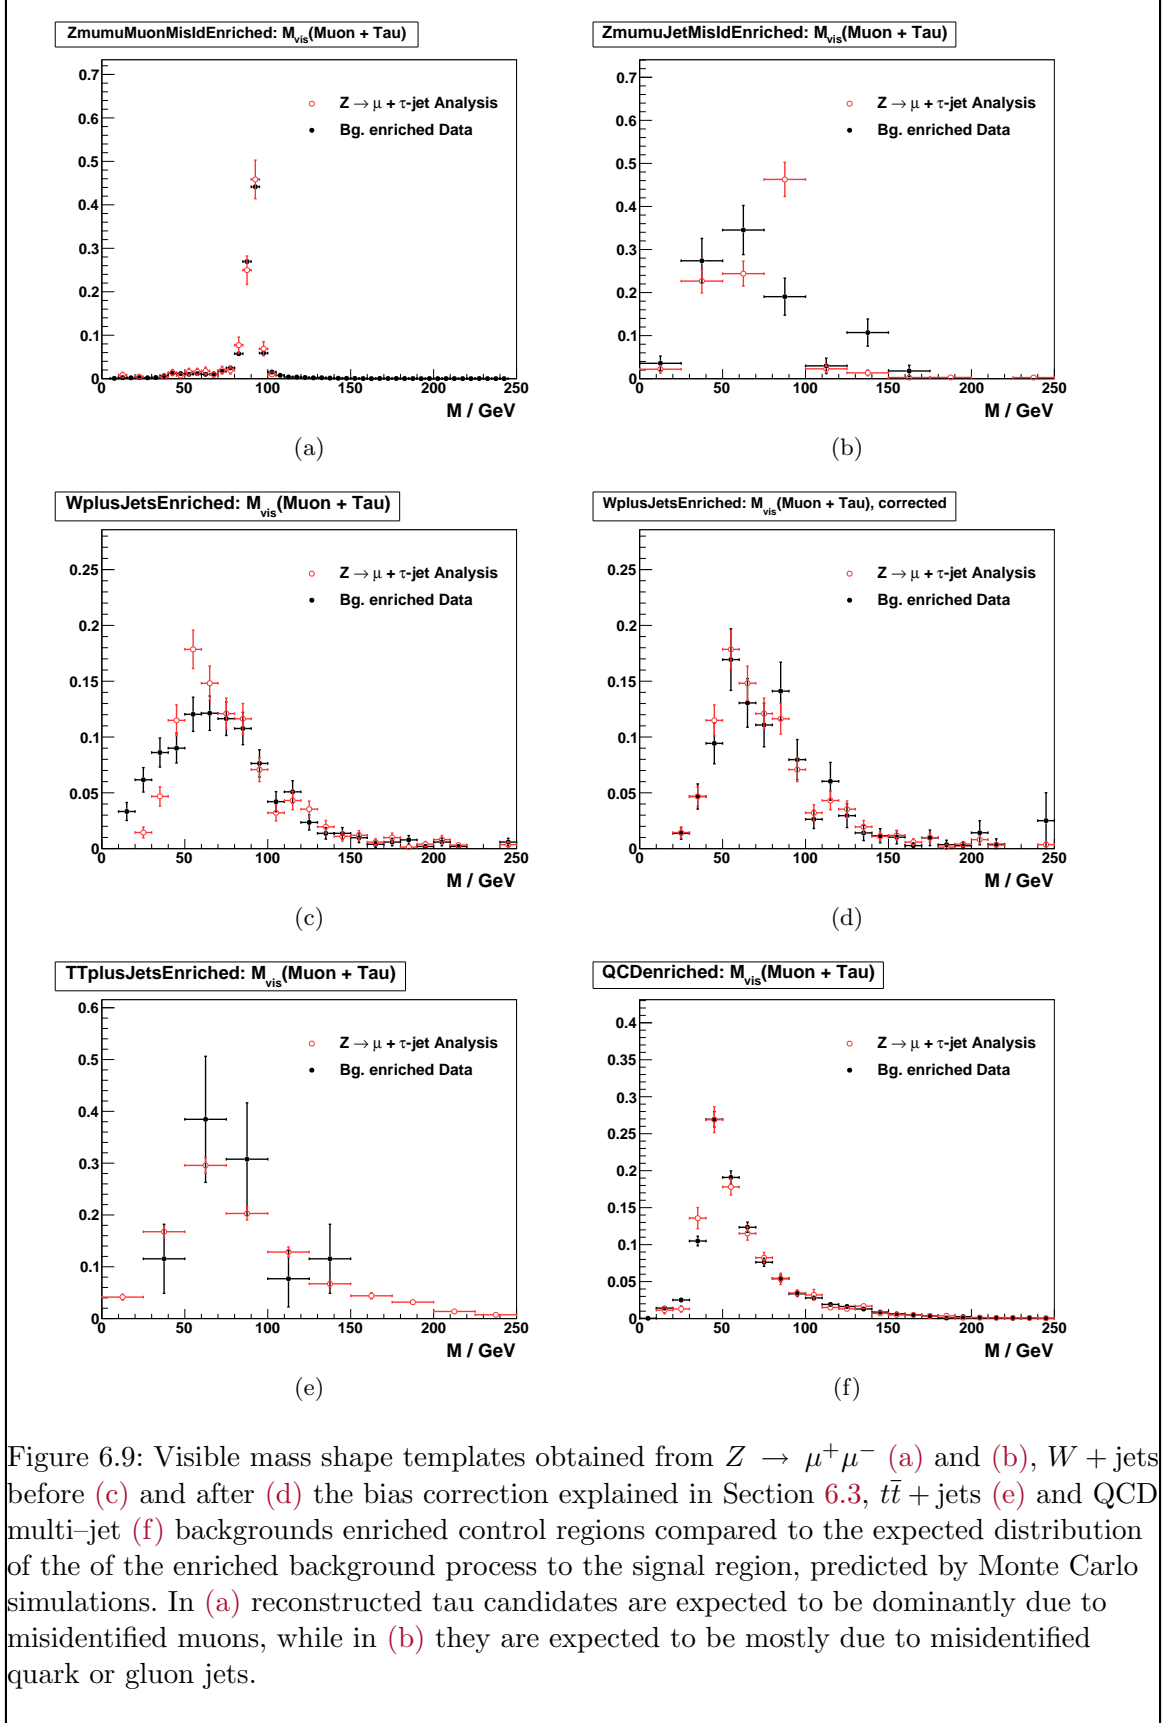 ZmumuMuonMisIdEnriched: M_vis(Muon + Tau)
0.7
0.6
0.5
0.4
0.3
0.2
0.1
0
Z → μ + τ-jet Analysis
Bg. enriched Data
0 50 100 150 200 250
M / GeV
(a)
ZmumuJetMisIdEnriched: M_vis(Muon + Tau)
0.7
0.6
0.5
0.4
0.3
0.2
0.1
0
Z → μ + τ-jet Analysis
Bg. enriched Data
0 50 100 150 200 250
M / GeV
(b)
WplusJetsEnriched: M_vis(Muon + Tau)
0.25
0.2
0.15
0.1
0.05
0
Z → μ + τ-jet Analysis
Bg. enriched Data
0 50 100 150 200 250
M / GeV
(c)
WplusJetsEnriched: M_vis(Muon + Tau), corrected
0.25
0.2
0.15
0.1
0.05
0
Z → μ + τ-jet Analysis
Bg. enriched Data
0 50 100 150 200 250
M / GeV
(d)
TTplusJetsEnriched: M_vis(Muon + Tau)
0.6
0.5
0.4
0.3
0.2
0.1
0
Z → μ + τ-jet Analysis
Bg. enriched Data
0 50 100 150 200 250
M / GeV
(e)
QCDenriched: M_vis(Muon + Tau)
0.4
0.35
0.3
0.25
0.2
0.15
0.1
0.05
0
Z → μ + τ-jet Analysis
Bg. enriched Data
0 50 100 150 200 250
M / GeV
(f)
Figure 6.9: Visible mass shape templates obtained from Z → μ⁺μ⁻ (a) and (b), W + jets
before (c) and after (d) the bias correction explained in Section 6.3, tt̄ + jets (e) and QCD
multi–jet (f) backgrounds enriched control regions compared to the expected distribution
of the of the enriched background process to the signal region, predicted by Monte Carlo
simulations. In (a) reconstructed tau candidates are expected to be dominantly due to
misidentified muons, while in (b) they are expected to be mostly due to misidentified
quark or gluon jets.